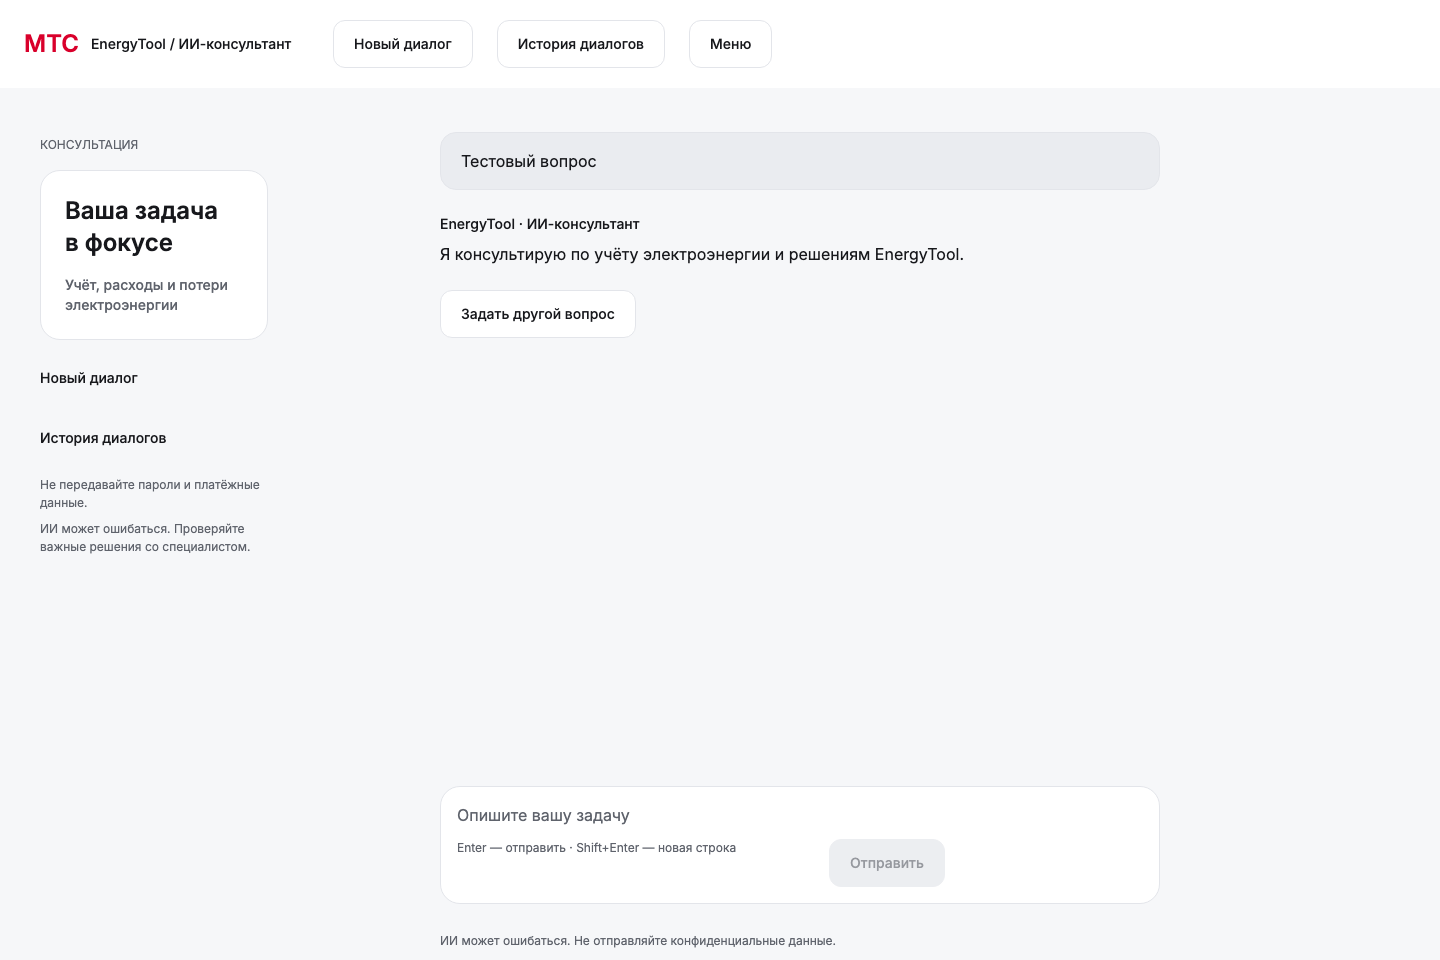 МТС EnergyTool / ИИ-консультант Новый диалог История диалогов Меню
КОНСУЛЬТАЦИЯ
Ваша задача
в фокусе
Учёт, расходы и потери
электроэнергии
Новый диалог
История диалогов
Не передавайте пароли и платёжные
данные.
ИИ может ошибаться. Проверяйте
важные решения со специалистом.
Тестовый вопрос
EnergyTool · ИИ-консультант
Я консультирую по учёту электроэнергии и решениям EnergyTool.
Задать другой вопрос
Опишите вашу задачу
Enter — отправить · Shift+Enter — новая строка
Отправить
ИИ может ошибаться. Не отправляйте конфиденциальные данные.